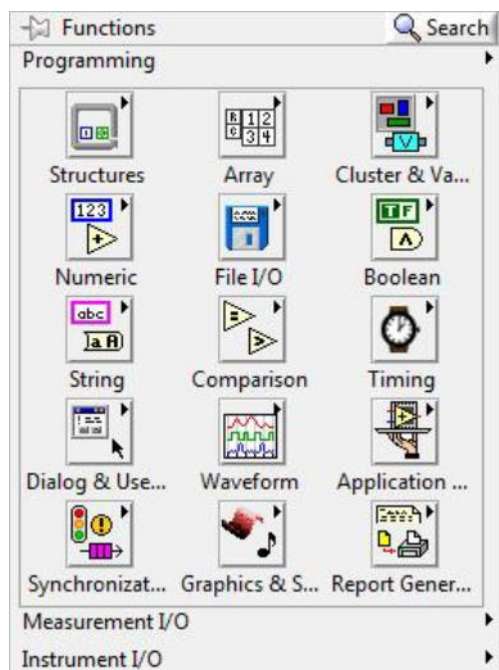 Functions Search
Programming
Structures Array Cluster & Va...
Numeric File I/O Boolean
String Comparison Timing
Dialog & Use... Waveform Application ...
Synchronizat... Graphics & S... Report Gener...
Measurement I/O
Instrument I/O